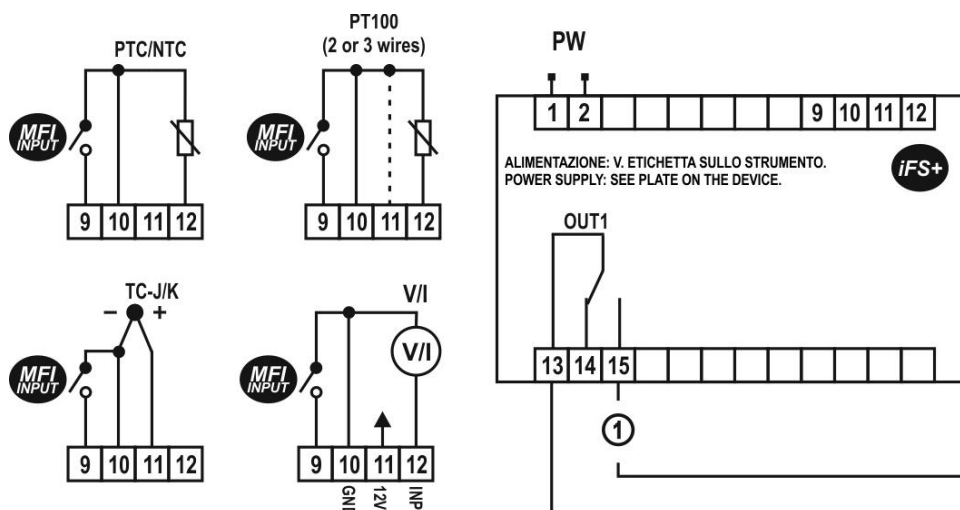 PTC/NTC
MFI
INPUT
9 10 11 12
PT100
(2 or 3 wires)
MFI
INPUT
9 10 11 12
TC-J/K
– +
MFI
INPUT
9 10 11 12
V/I
V/I
MFI
INPUT
9 10 11 12
12V
INP
PW
1 2 9 10 11 12
ALIMENTAZIONE: V. ETICHETTA SULLO STRUMENTO.
POWER SUPPLY: SEE PLATE ON THE DEVICE.
iFS+
OUT1
13 14 15
1